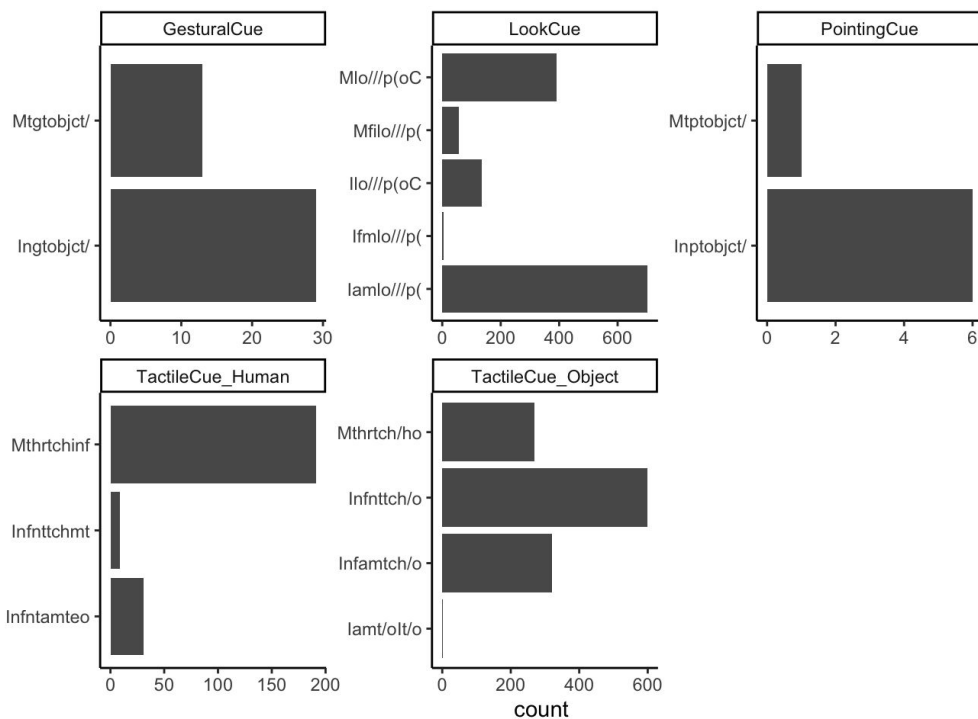 GesturalCue
Mtgtobjct/
Ingtobjct/
0 10 20 30
LookCue
Mlo///p(oC
Mfilo///p(
Ilo///p(oC
Ifmlo///p(
Iamlo///p(
0 200 400 600
PointingCue
Mtptobjct/
Inptobjct/
0 2 4 6
TactileCue_Human
Mthrtchinf
Infnttchmt
Infntamteo
0 50 100 150 200
TactileCue_Object
Mthrtch/ho
Infnttch/o
Infamtch/o
Iamt/oIt/o
0 200 400 600
count